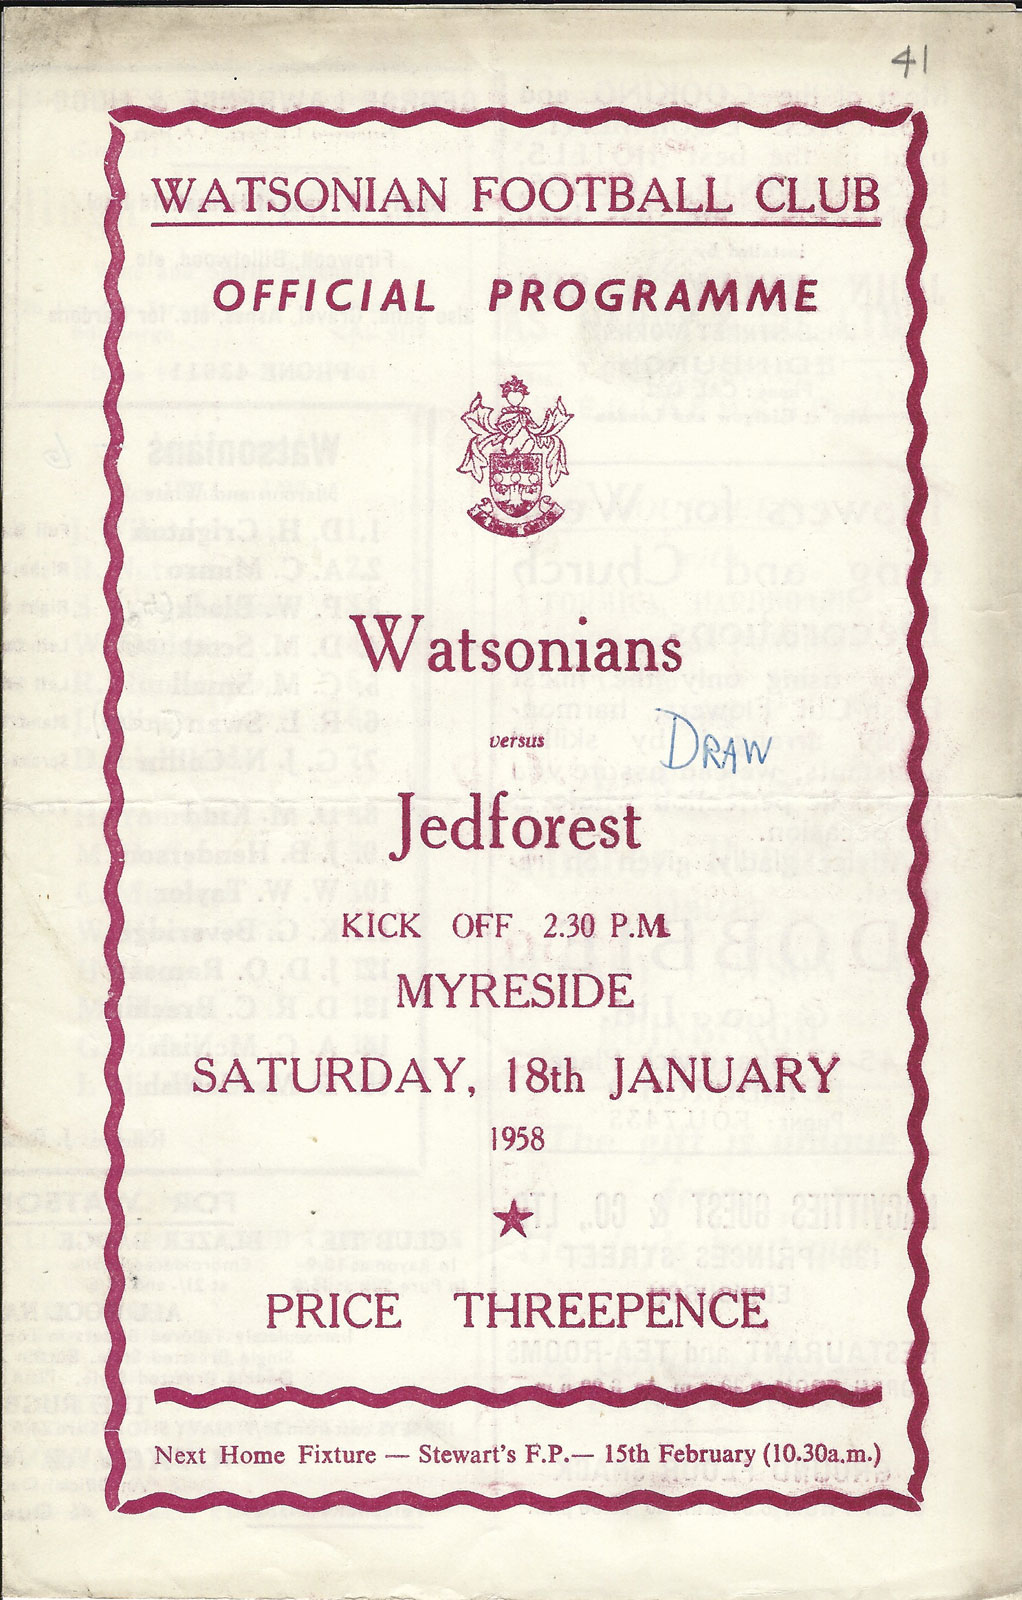 41
WATSONIAN FOOTBALL CLUB
OFFICIAL PROGRAMME
Watsonians
versus
DRAW
Jedforest
KICK OFF 2.30 P.M.
MYRESIDE
SATURDAY, 18th JANUARY
1958
PRICE THREEPENCE
Next Home Fixture — Stewart's F.P.— 15th February (10.30a.m.)